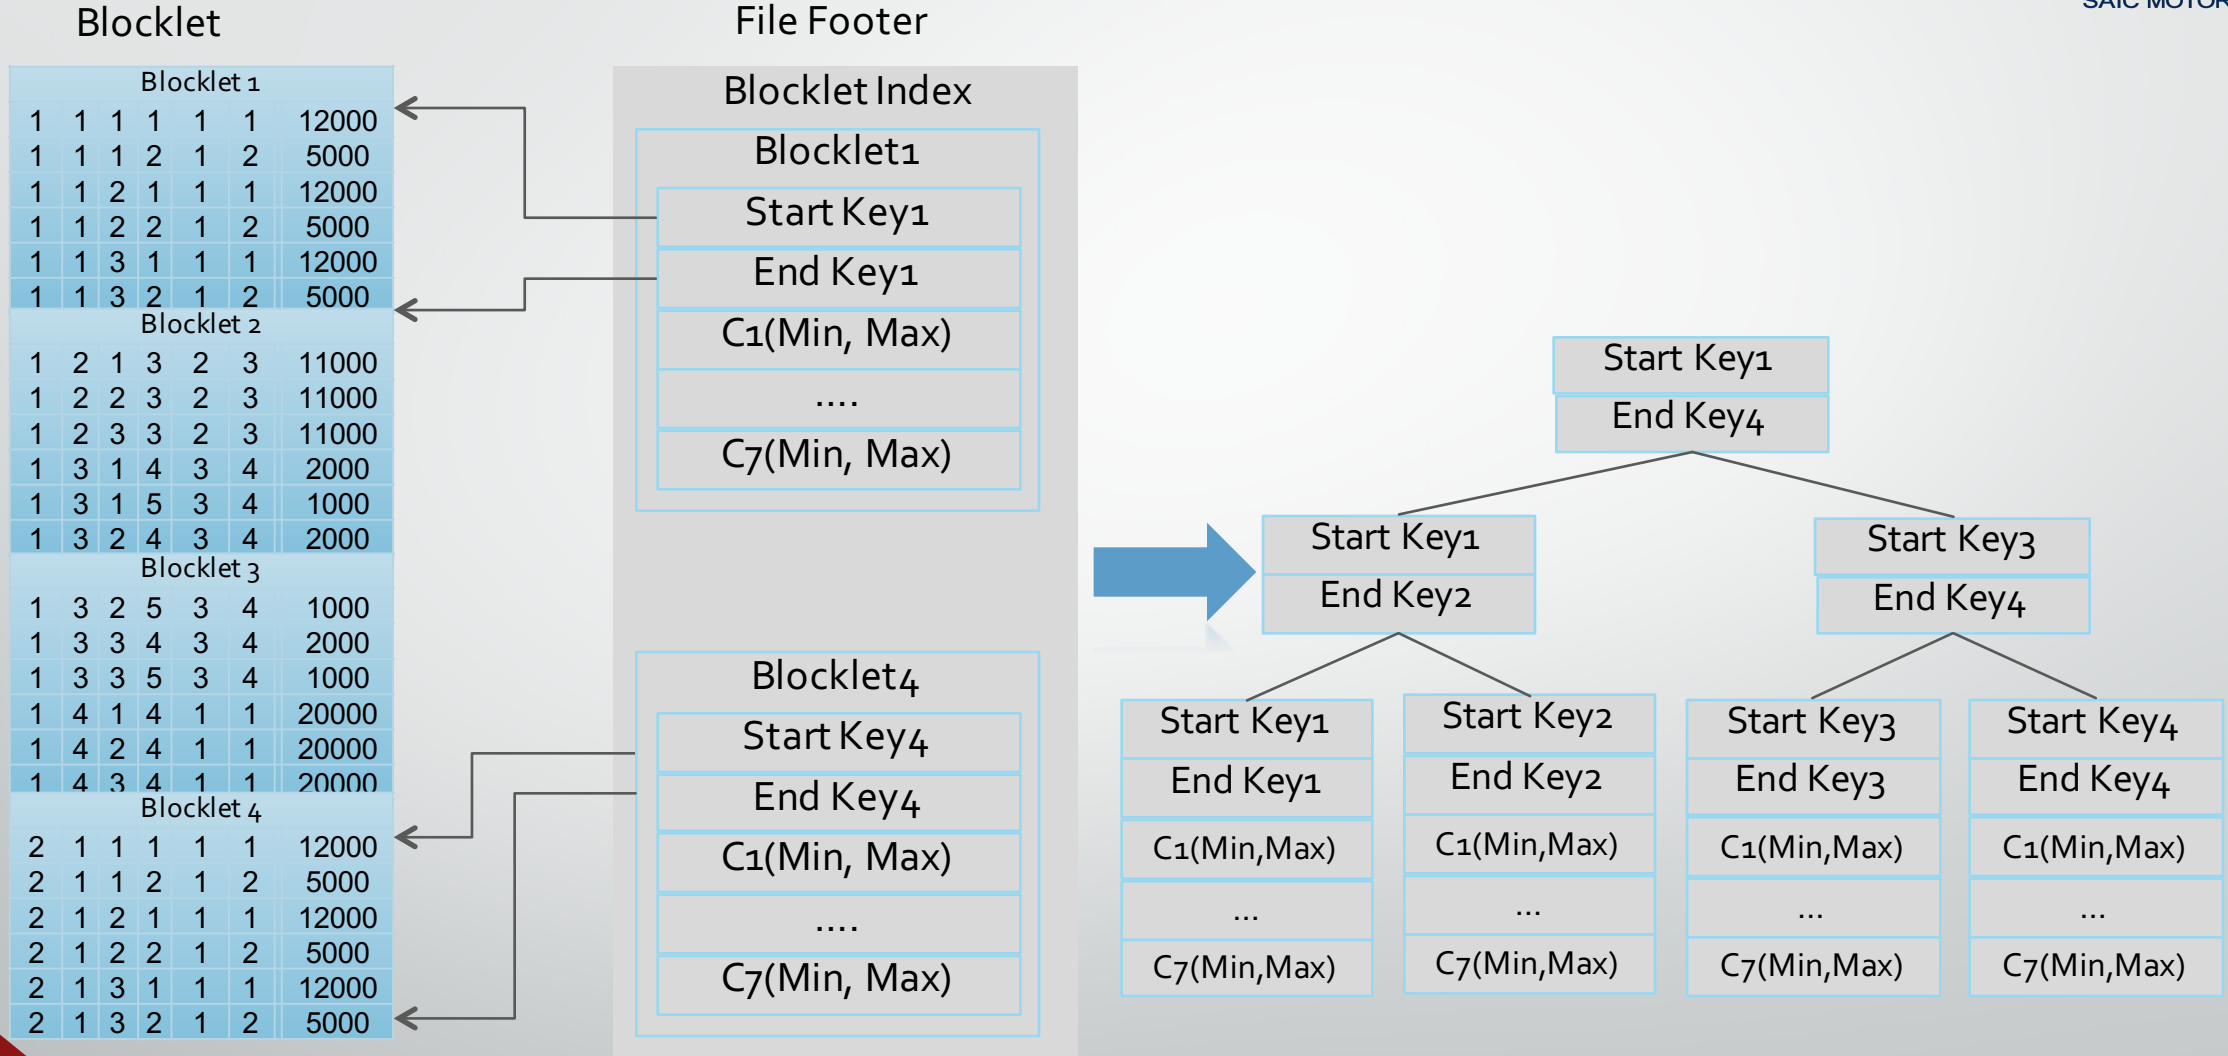 SAIC MOTOR
Blocklet
Blocklet 1
1 1 1 1 1 1 12000
1 1 1 2 1 2 5000
1 1 2 1 1 1 12000
1 1 2 2 1 2 5000
1 1 3 1 1 1 12000
1 1 3 2 1 2 5000
Blocklet 2
1 2 1 3 2 3 11000
1 2 2 3 2 3 11000
1 2 3 3 2 3 11000
1 3 1 4 3 4 2000
1 3 1 5 3 4 1000
1 3 2 4 3 4 2000
Blocklet 3
1 3 2 5 3 4 1000
1 3 3 4 3 4 2000
1 3 3 5 3 4 1000
1 4 1 4 1 1 20000
1 4 2 4 1 1 20000
1 4 3 4 1 1 20000
Blocklet 4
2 1 1 1 1 1 12000
2 1 1 2 1 2 5000
2 1 2 1 1 1 12000
2 1 2 2 1 2 5000
2 1 3 1 1 1 12000
2 1 3 2 1 2 5000
File Footer
Blocklet Index
Blocklet1
Start Key1
End Key1
C1(Min, Max)
....
C7(Min, Max)
Blocklet4
Start Key4
End Key4
C1(Min, Max)
....
C7(Min, Max)
Start Key1
End Key4
Start Key1
End Key2
Start Key3
End Key4
Start Key1
End Key1
C1(Min,Max)
...
C7(Min,Max)
Start Key2
End Key2
C1(Min,Max)
...
C7(Min,Max)
Start Key3
End Key3
C1(Min,Max)
...
C7(Min,Max)
Start Key4
End Key4
C1(Min,Max)
...
C7(Min,Max)